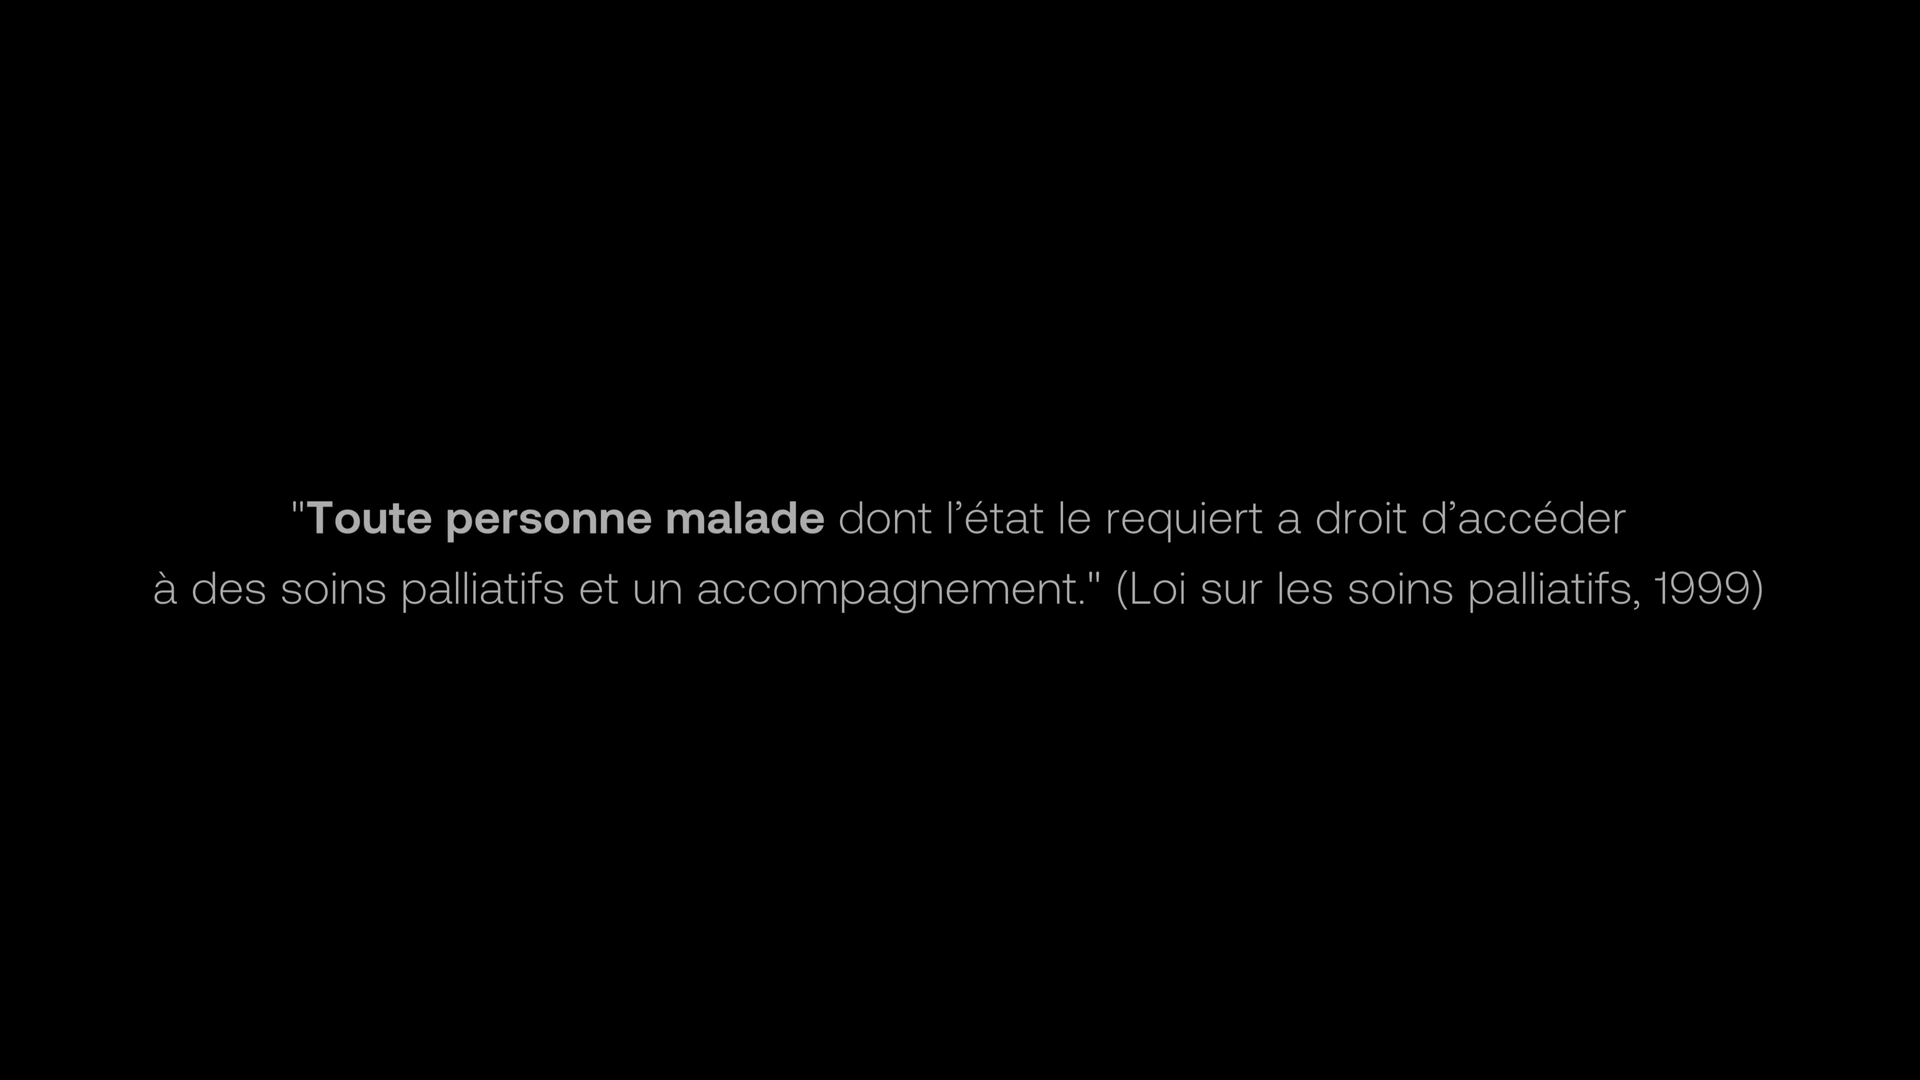 "Toute personne malade dont l’état le requiert a droit d’accéder
à des soins palliatifs et un accompagnement." (Loi sur les soins palliatifs, 1999)